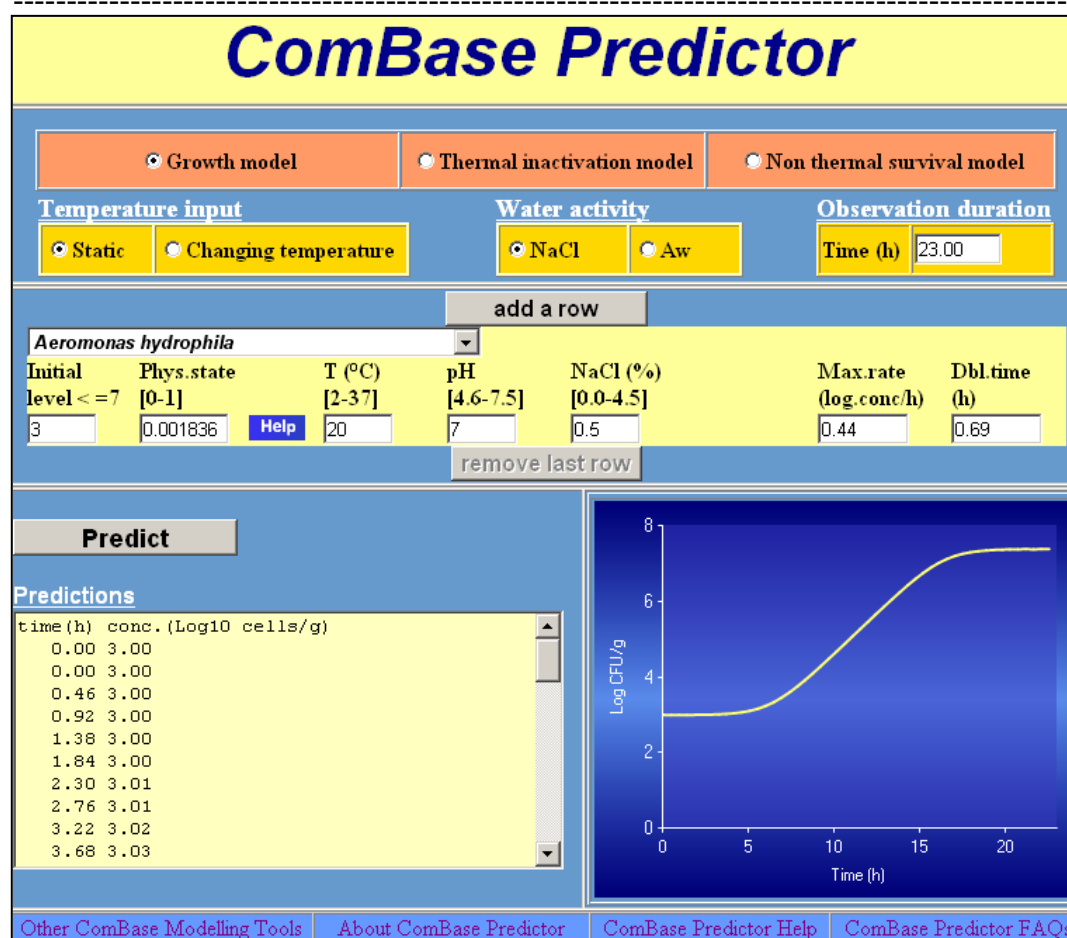 ComBase Predictor
Growth model Thermal inactivation model Non thermal survival model
Temperature input Water activity Observation duration
Static Changing temperature NaCl Aw Time (h) 23.00
add a row
Aeromonas hydrophila
Initial Phys.state T (ºC) pH NaCl (%) Max.rate Dbl.time
level < =7 [0-1] [2-37] [4.6-7.5] [0.0-4.5] (log.conc/h) (h)
3 0.001836 Help 20 7 0.5 0.44 0.69
remove last row
Predict
Predictions
time(h) conc.(Log10 cells/g)
0.00 3.00
0.00 3.00
0.46 3.00
0.92 3.00
1.38 3.00
1.84 3.00
2.30 3.01
2.76 3.01
3.22 3.02
3.68 3.03
8
6
4
2
0
Log CFU/g
0 5 10 15 20
Time (h)
Other ComBase Modelling Tools About ComBase Predictor ComBase Predictor Help ComBase Predictor FAQs